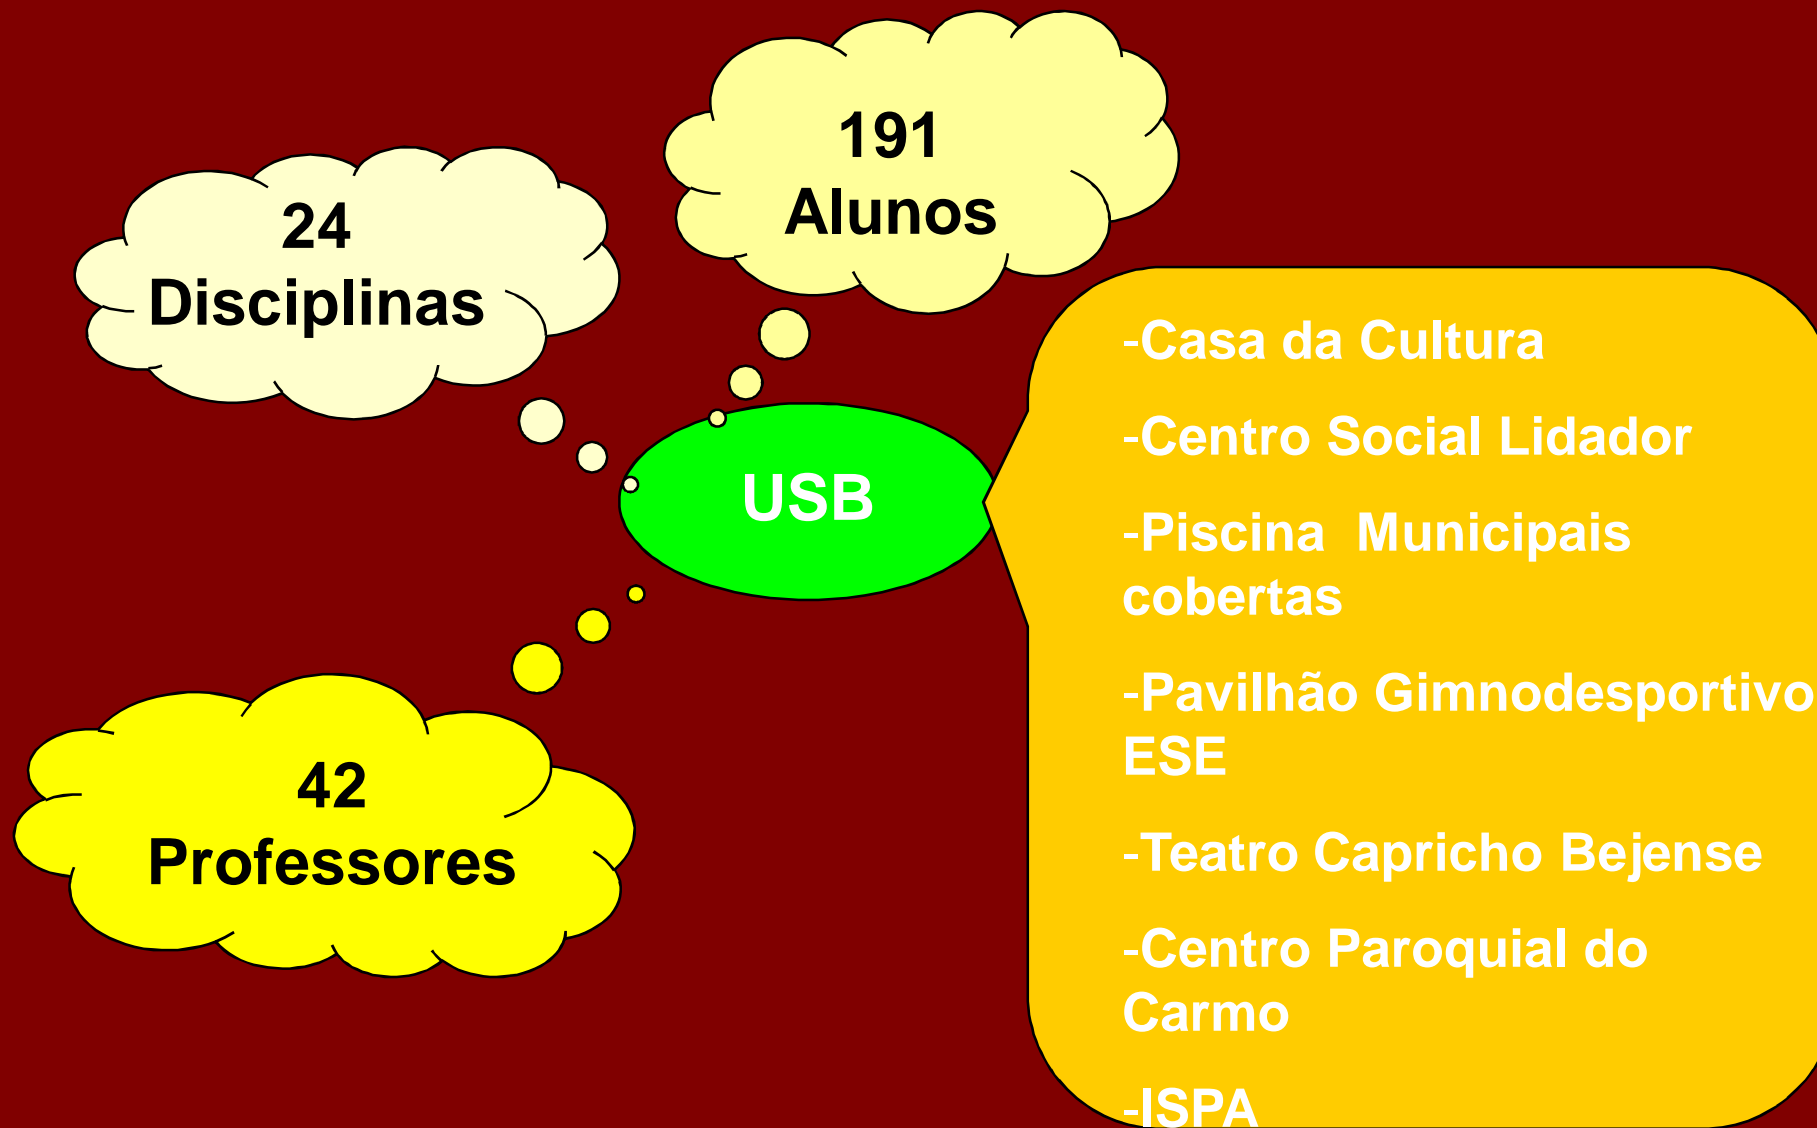 191
Alunos
24
Disciplinas
USB
42
Professores
-Casa da Cultura
-Centro Social Lidador
-Piscina  Municipais
cobertas
-Pavilhão Gimnodesportivo
ESE
-Teatro Capricho Bejense
-Centro Paroquial do
Carmo
-ISPA